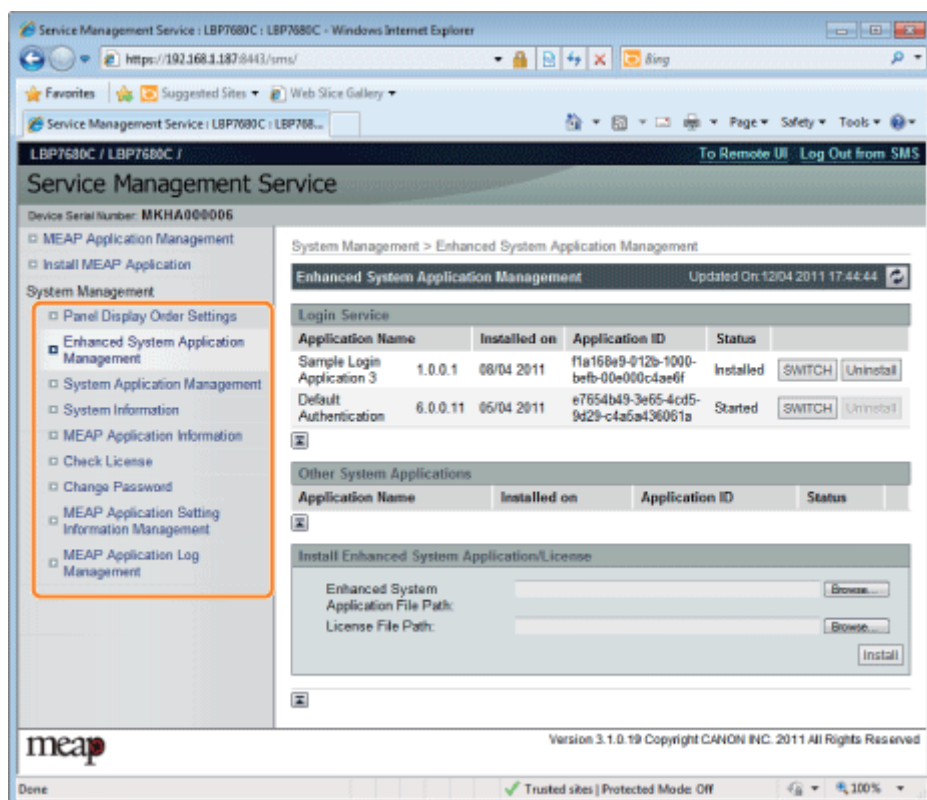 Service Management Service : LBP7680C : LBP7680C - Windows Internet Explorer
https://192.168.1.187:8443/sms/
Bing
Favorites
Suggested Sites
Web Slice Gallery
Service Management Service : LBP7680C : LBP768...
Page
Safety
Tools
LBP7680C / LBP7680C /
To Remote UI Log Out from SMS
Service Management Service
Device Serial Number: MKHA000006
MEAP Application Management
Install MEAP Application
System Management
Panel Display Order Settings
Enhanced System Application
Management
System Application Management
System Information
MEAP Application Information
Check License
Change Password
MEAP Application Setting
Information Management
MEAP Application Log
Management
System Management > Enhanced System Application Management
Enhanced System Application Management Updated On:12/04 2011 17:44:44
Login Service
Application Name Installed on Application ID Status
Sample Login
Application 3 1.0.0.1 08/04 2011 f1a168e9-012b-1000-
befb-00e000c4ae6f Installed SWITCH Uninstall
Default
Authentication 6.0.0.11 05/04 2011 e7654b49-3e65-4cd5-
9d29-c4a5a436061a Started SWITCH Uninstall
Other System Applications
Application Name Installed on Application ID Status
Install Enhanced System Application/License
Enhanced System
Application File Path: Browse...
License File Path: Browse...
Install
meap
Version 3.1.0.19 Copyright CANON INC. 2011 All Rights Reserved
Done
Trusted sites | Protected Mode: Off
100%